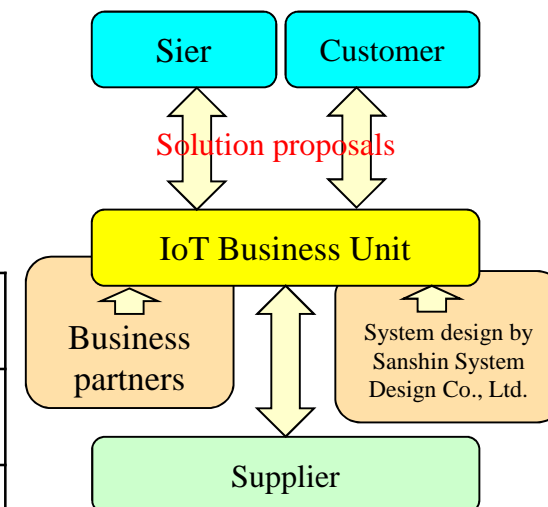 Sier
Customer
Solution proposals
IoT Business Unit
Business
partners
System design by
Sanshin System
Design Co., Ltd.
Supplier